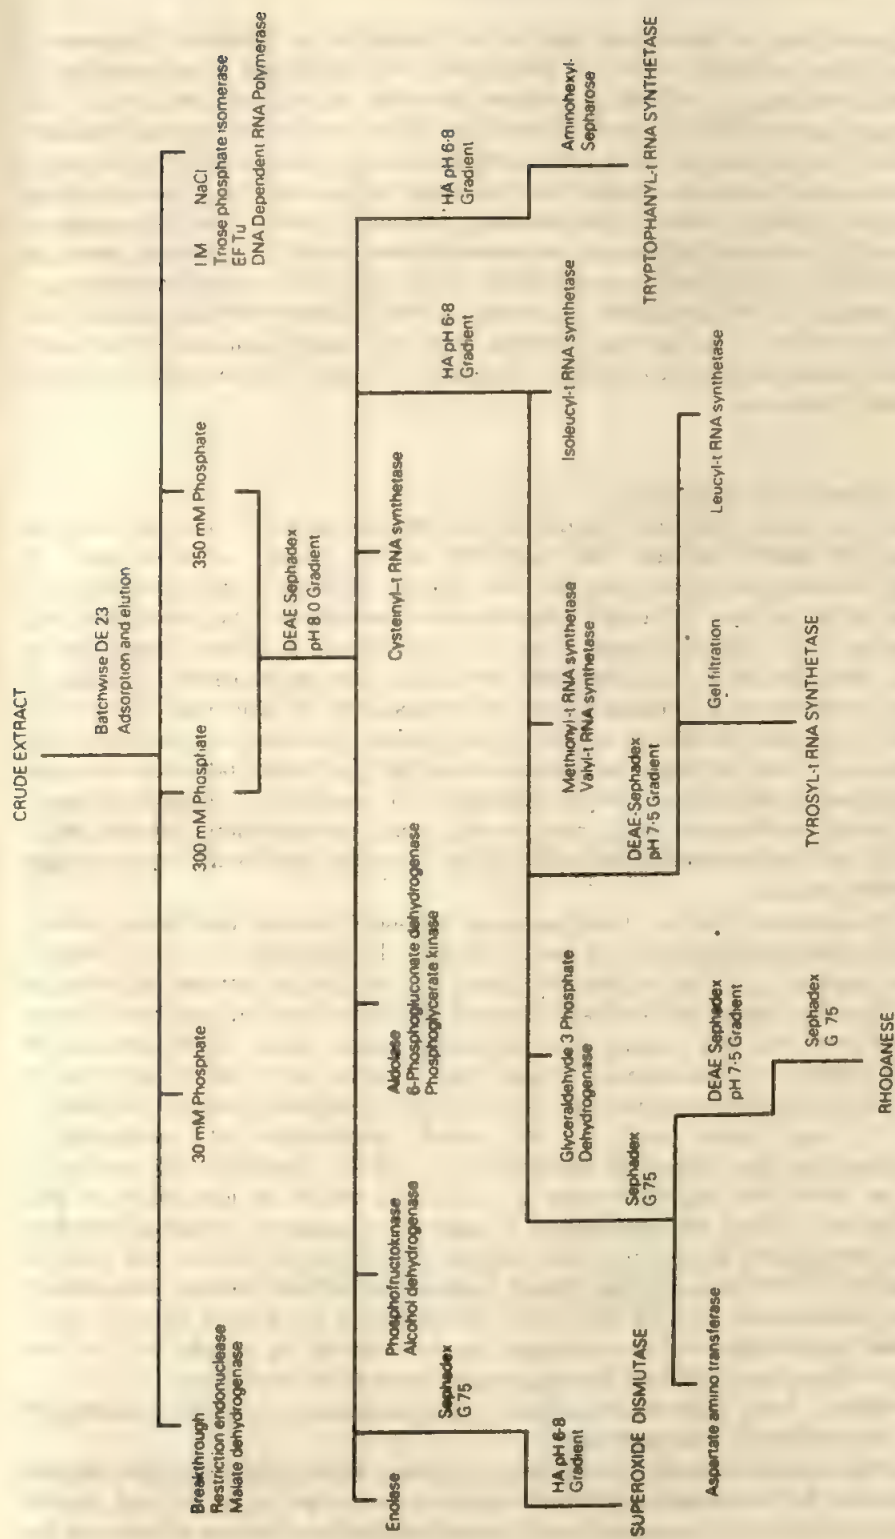 CRUDE EXTRACT
Batchwise DE 23
Adsorption and elution
Breakthrough
Restriction endonuclease
Malate dehydrogenase
30 mM Phosphate
300 mM Phosphate
350 mM Phosphate
I M NaCl
Triose phosphate isomerase
EF Tu
DNA Dependent RNA Polymerase
DEAE Sephadex
pH 8 0 Gradient
Enolase
Sephadex
G 75
Phosphofructokinase
Alcohol dehydrogenase
Aldolase
6-Phosphogluconate dehydrogenase
Phosphoglycerate kinase
Cysteinyl-t RNA synthetase
HA pH 6·8
Gradient
HA pH 6·8
Gradient
HA pH 6·8
Gradient
SUPEROXIDE DISMUTASE
Sephadex
G 75
Glyceraldehyde 3 Phosphate
Dehydrogenase
DEAE-Sephadex
pH 7·5 Gradient
Methionyl-t RNA synthetase
Valyl-t RNA synthetase
Isoleucyl-t RNA synthetase
Aminohexyl-
Sepharose
TRYPTOPHANYL-t RNA SYNTHETASE
Aspartate amino transferase
DEAE Sephadex
pH 7·5 Gradient
Gel filtration
Leucyl-t RNA synthetase
Sephadex
G 75
TYROSYL-t RNA SYNTHETASE
RHODANESE